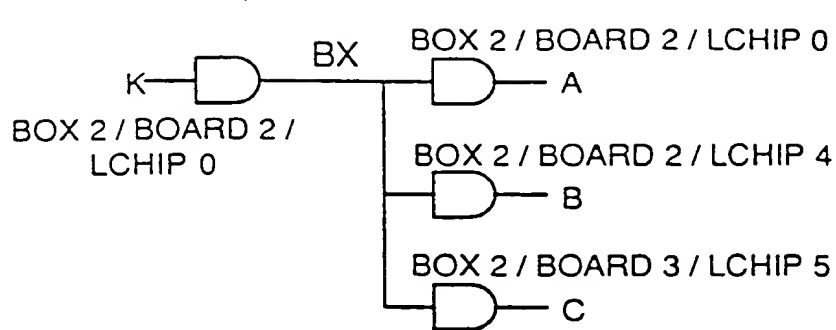 BX
BOX 2 / BOARD 2 / LCHIP 0
K
A
BOX 2 / BOARD 2 /
LCHIP 0
BOX 2 / BOARD 2 / LCHIP 4
B
BOX 2 / BOARD 3 / LCHIP 5
C